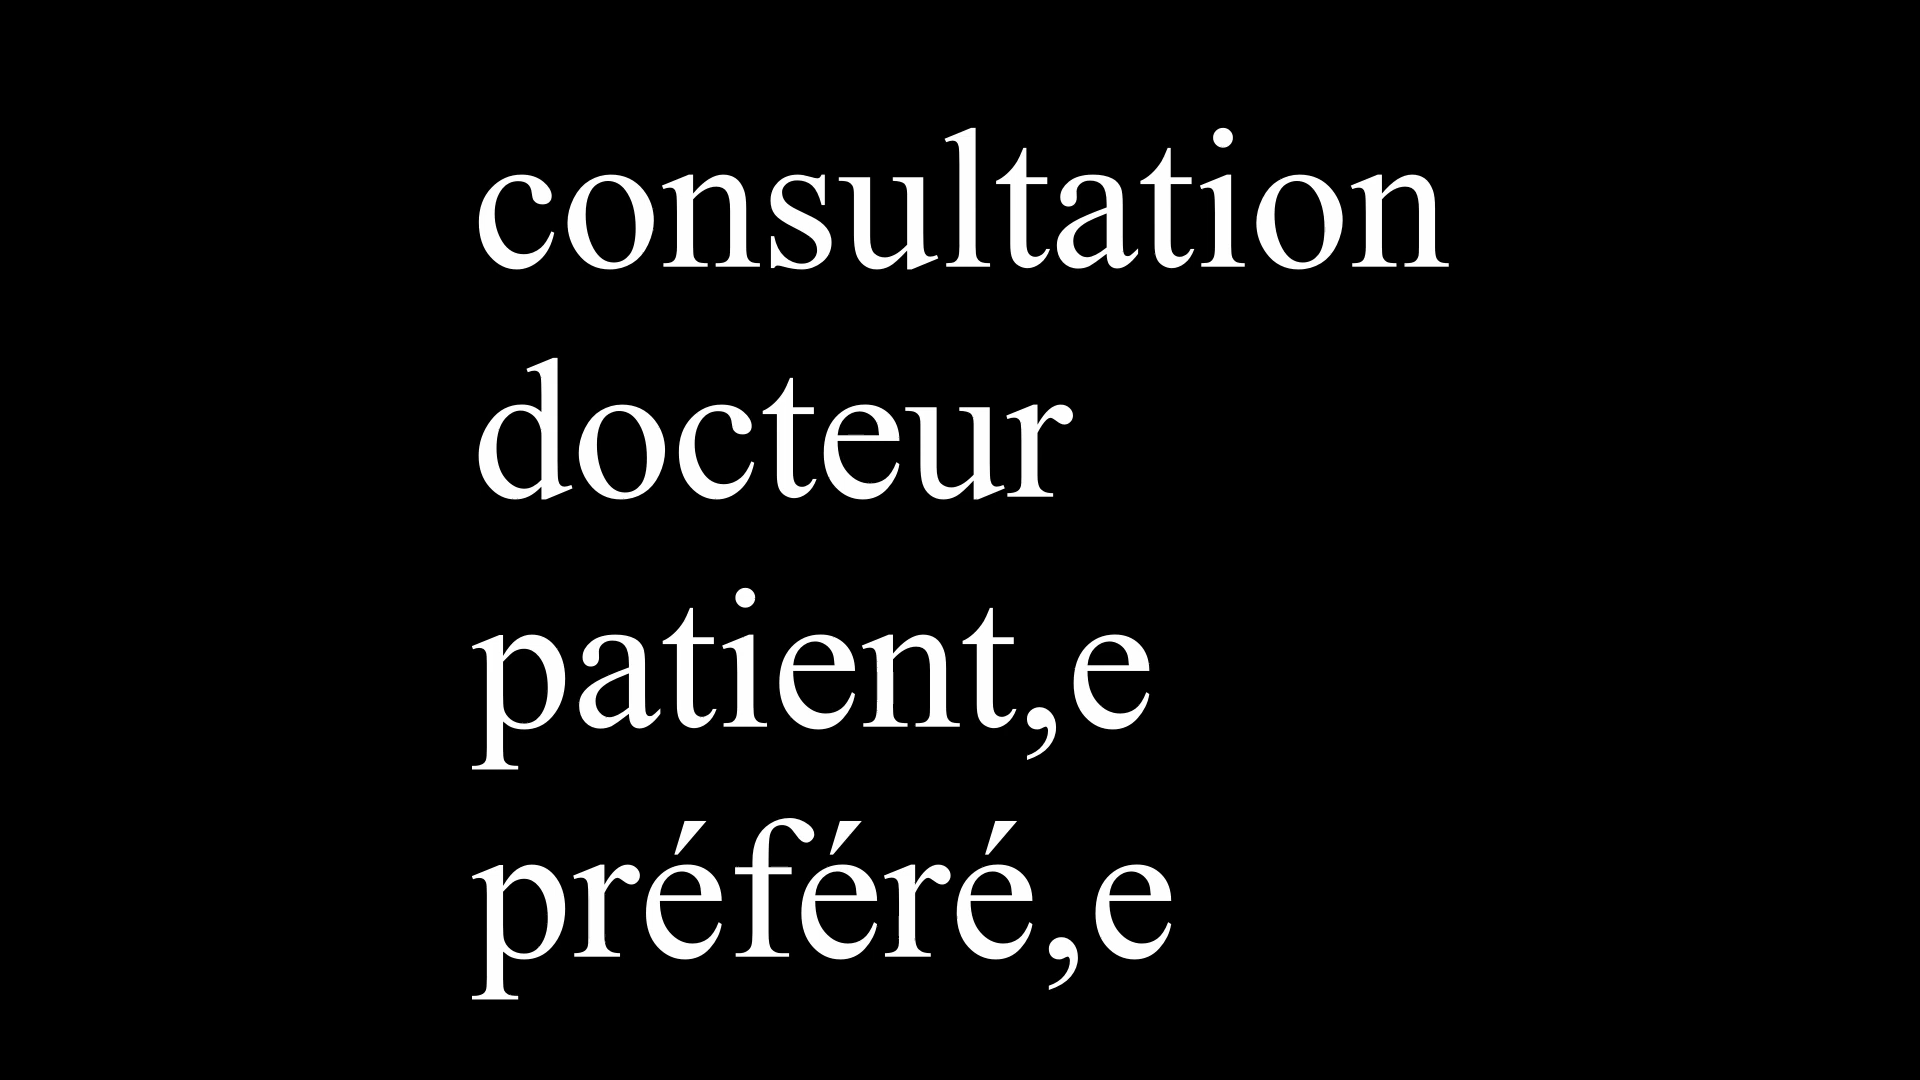 consultation
docteur
patient,e
préféré,e